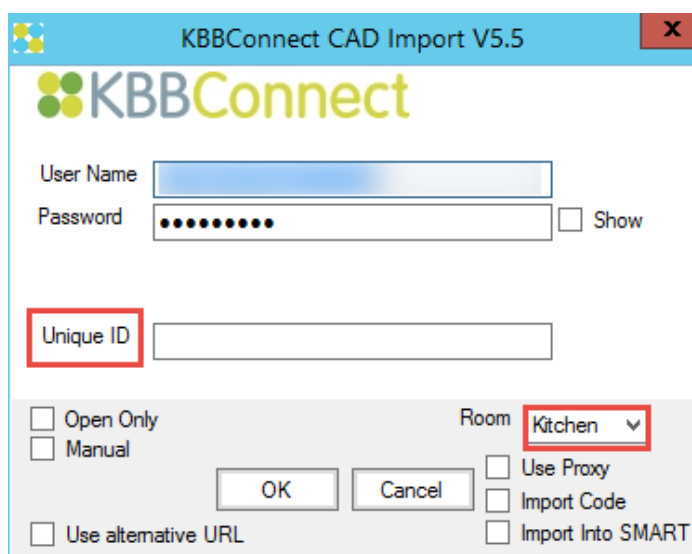 KBBConnect CAD Import V5.5
x
KBBConnect
User Name
Password ●●●●●●●●● Show
Unique ID
Open Only
Room Kitchen
Manual
Use Proxy
OK Cancel
Import Code
Use alternative URL
Import Into SMART